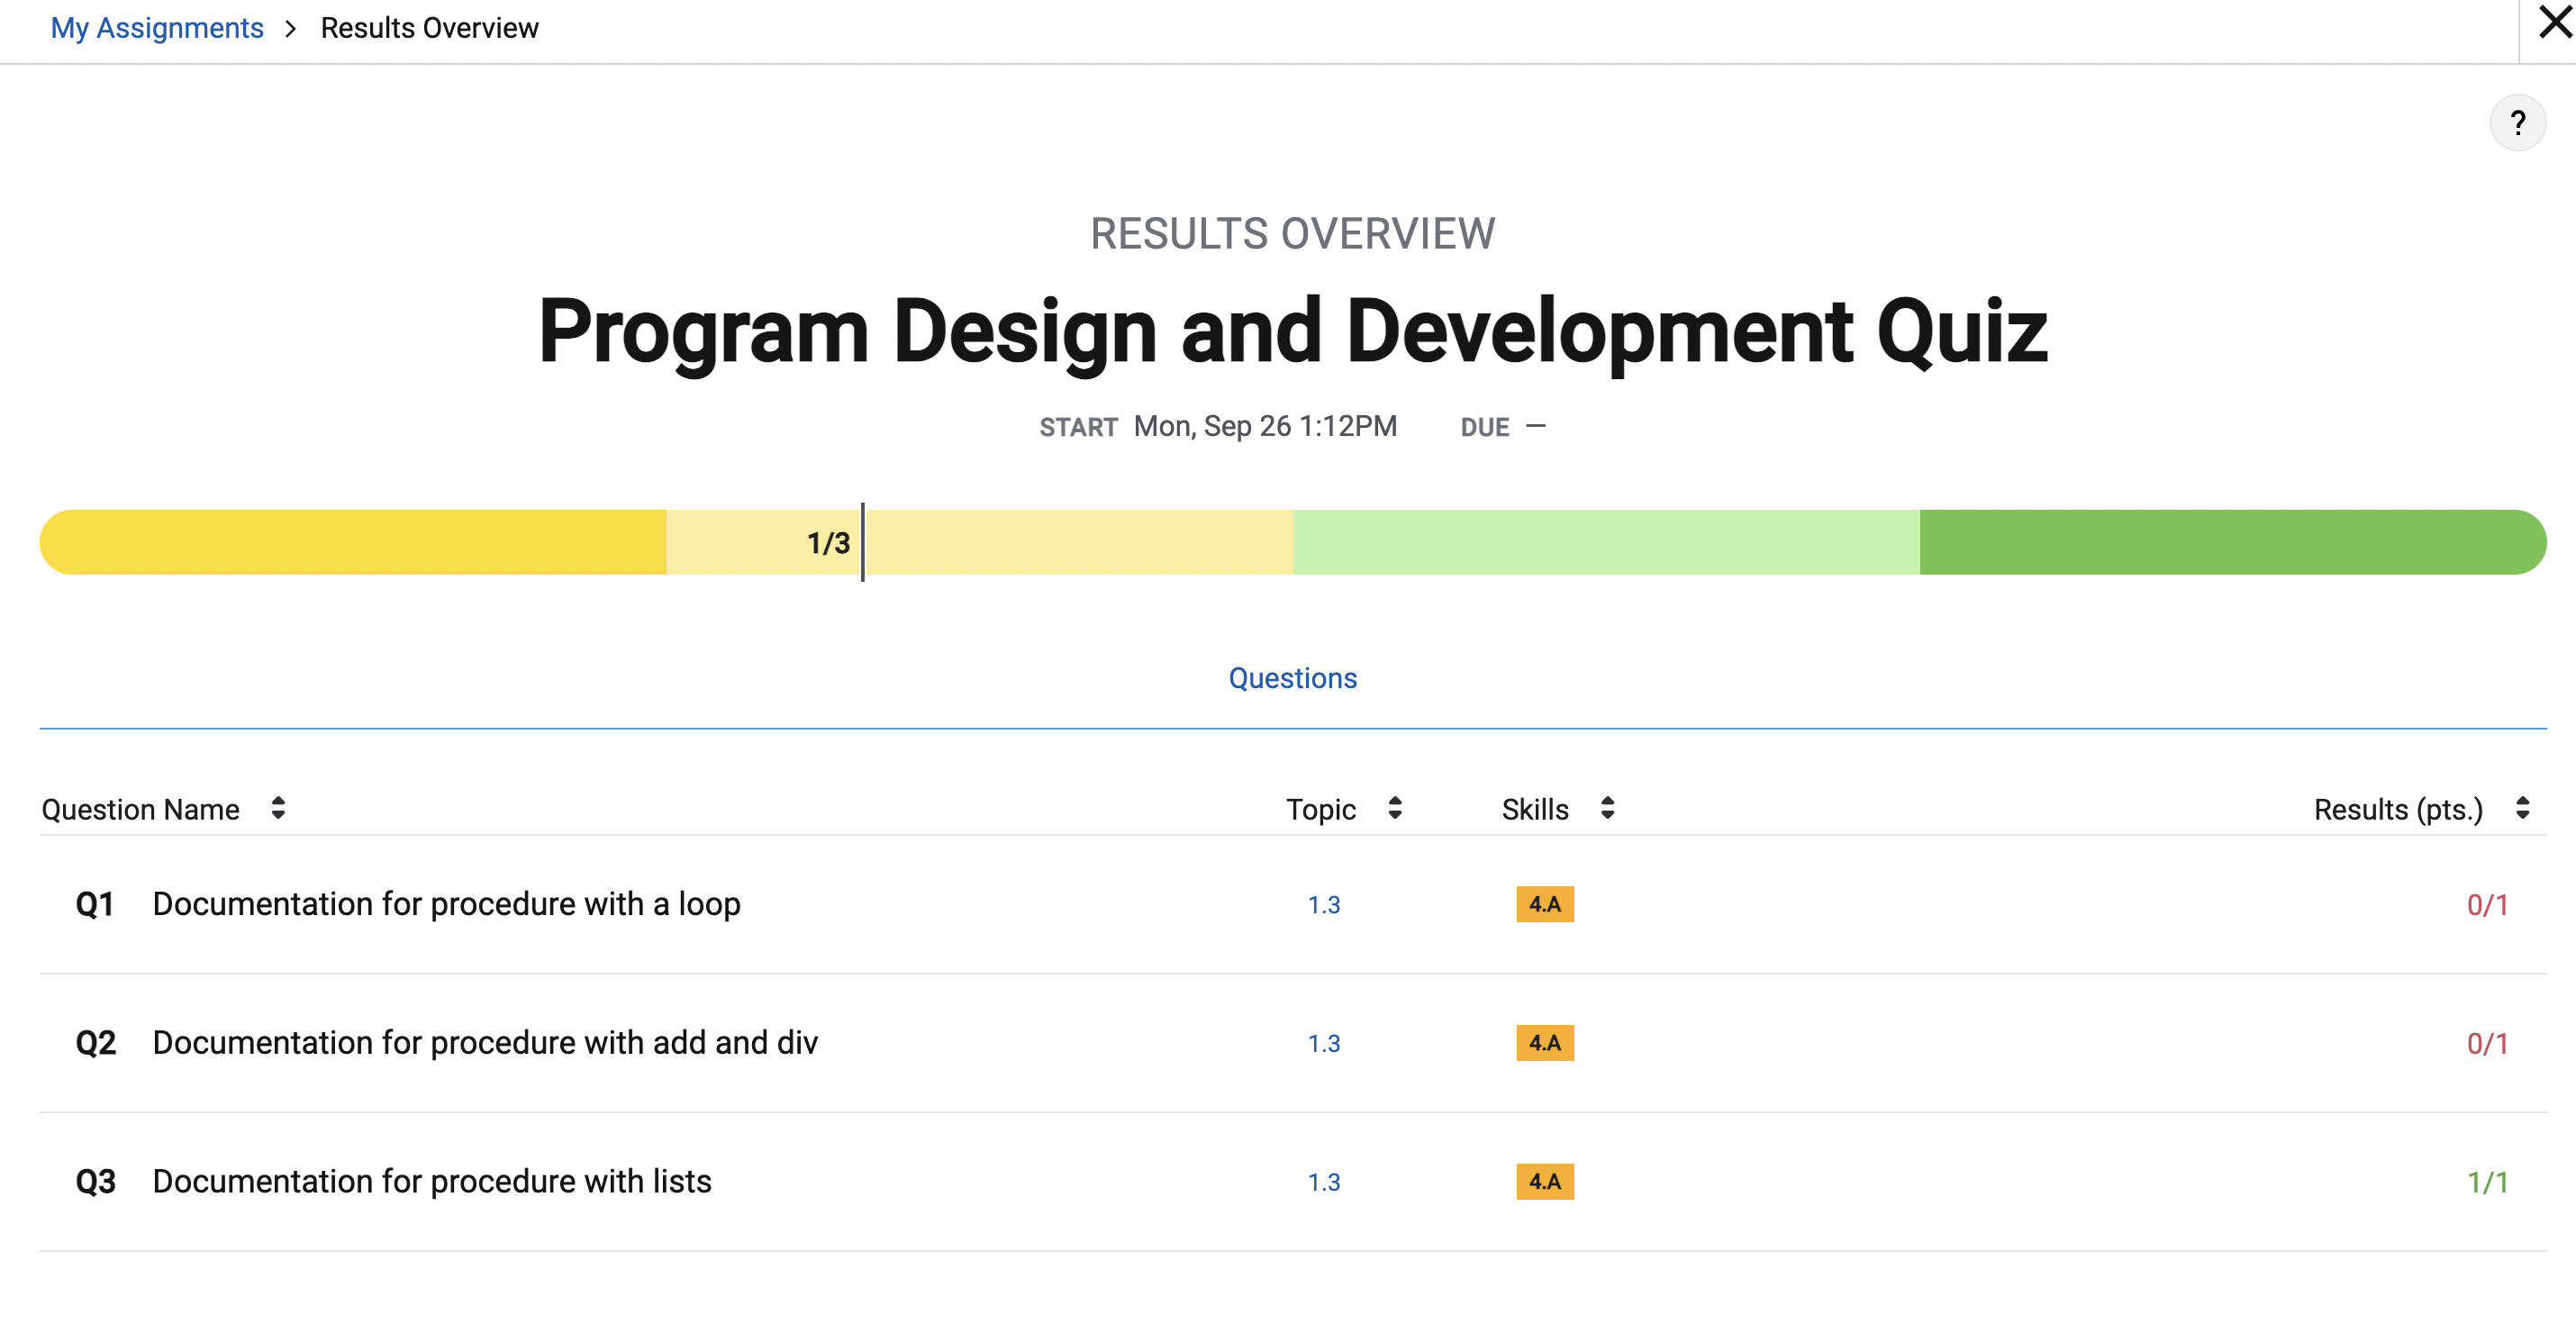 My Assignments > Results Overview
?
RESULTS OVERVIEW
Program Design and Development Quiz
START Mon, Sep 26 1:12PM DUE —
1/3
Questions
Question Name Topic Skills Results (pts.)
Q1 Documentation for procedure with a loop 1.3 4.A 0/1
Q2 Documentation for procedure with add and div 1.3 4.A 0/1
Q3 Documentation for procedure with lists 1.3 4.A 1/1